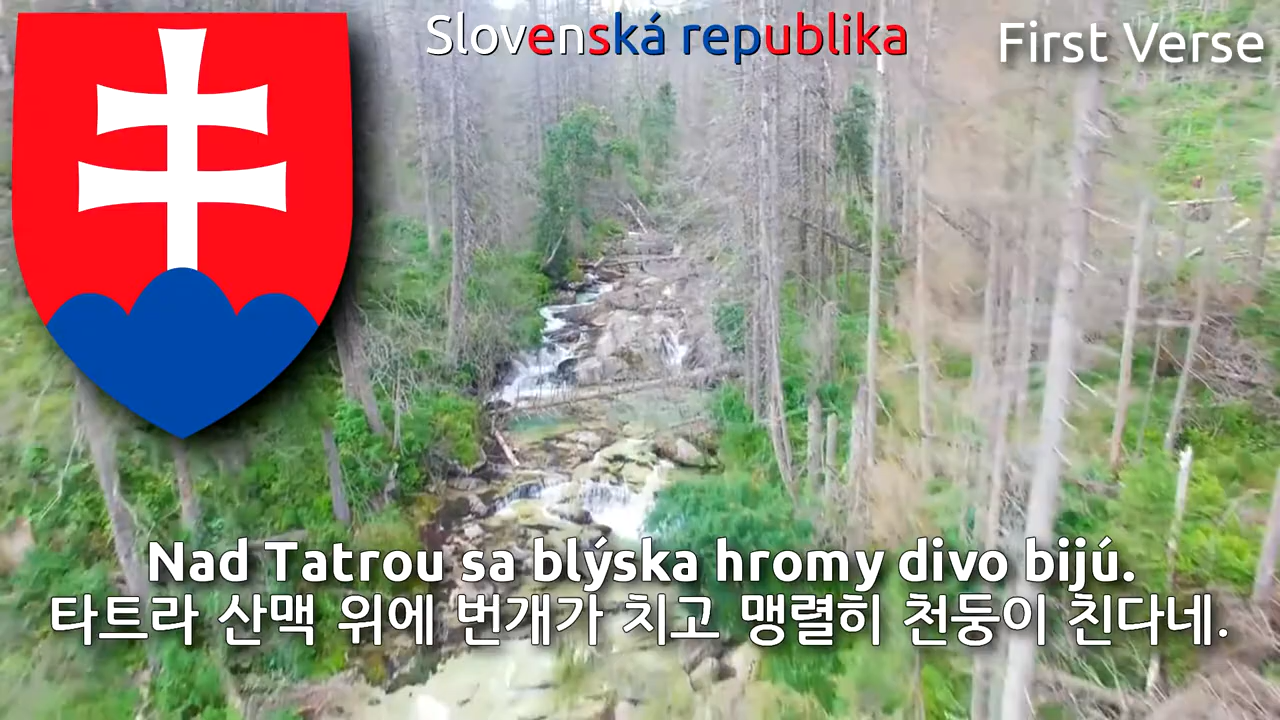 Slovenská republika
First Verse
Nad Tatrou sa blýska hromy divo bijú.
타트라 산맥 위에 번개가 치고 맹렬히 천둥이 친다네.